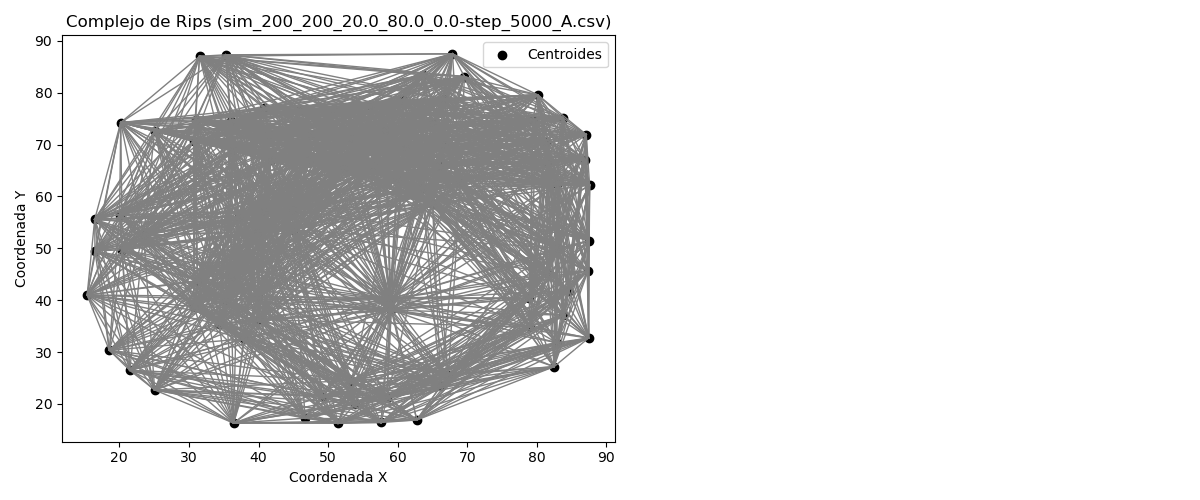 Complejo de Rips (sim_200_200_20.0_80.0_0.0-step_5000_A.csv)
Centroides
90
80
70
60
50
40
30
20
Coordenada Y
20 30 40 50 60 70 80 90
Coordenada X